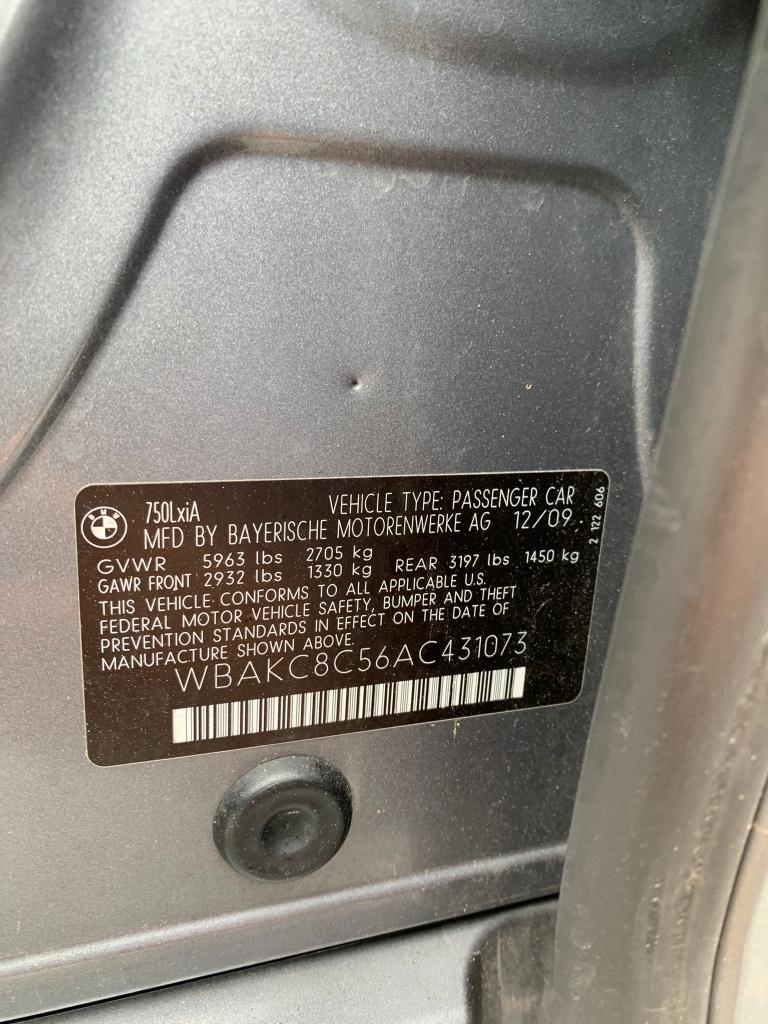 BMW
750LxiA VEHICLE TYPE: PASSENGER CAR
MFD BY BAYERISCHE MOTORENWERKE AG 12/09
GVWR 5963 lbs 2705 kg
GAWR FRONT 2932 lbs 1330 kg REAR 3197 lbs 1450 kg
THIS VEHICLE CONFORMS TO ALL APPLICABLE U.S.
FEDERAL MOTOR VEHICLE SAFETY, BUMPER AND THEFT
PREVENTION STANDARDS IN EFFECT ON THE DATE OF
MANUFACTURE SHOWN ABOVE.
WBAKC8C56AC431073
2 122 606